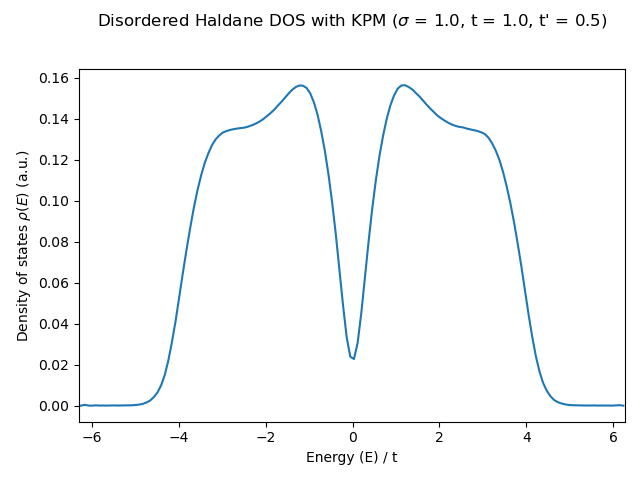 Disordered Haldane DOS with KPM (σ = 1.0, t = 1.0, t' = 0.5)
Density of states ρ(E) (a.u.)
0.16
0.14
0.12
0.10
0.08
0.06
0.04
0.02
0.00
−6 −4 −2 0 2 4 6
Energy (E) / t